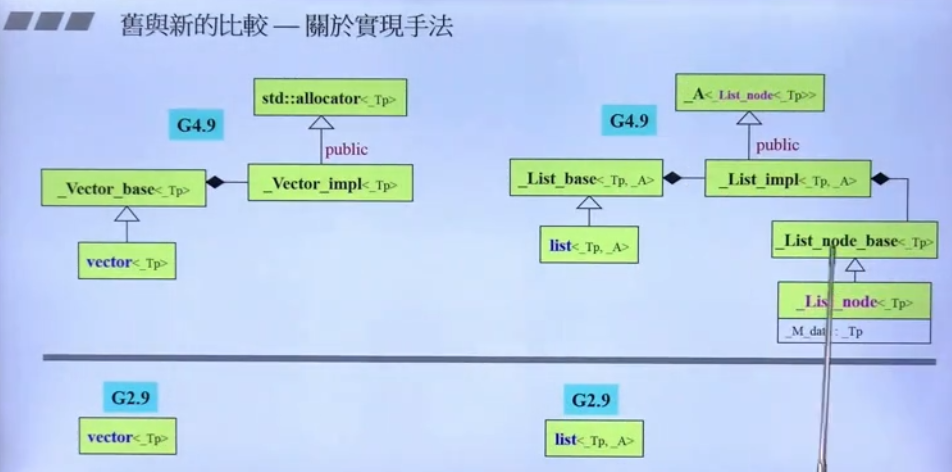 舊與新的比較 — 關於實現手法
G4.9
std::allocator<_Tp>
public
_Vector_base<_Tp>
_Vector_impl<_Tp>
vector<_Tp>
G4.9
_A<_List_node<_Tp>>
public
_List_base<_Tp, _A>
_List_impl<_Tp, _A>
list<_Tp, _A>
_List_node_base<_Tp>
_List_node<_Tp>
_M_data : _Tp
G2.9
vector<_Tp>
G2.9
list<_Tp, _A>